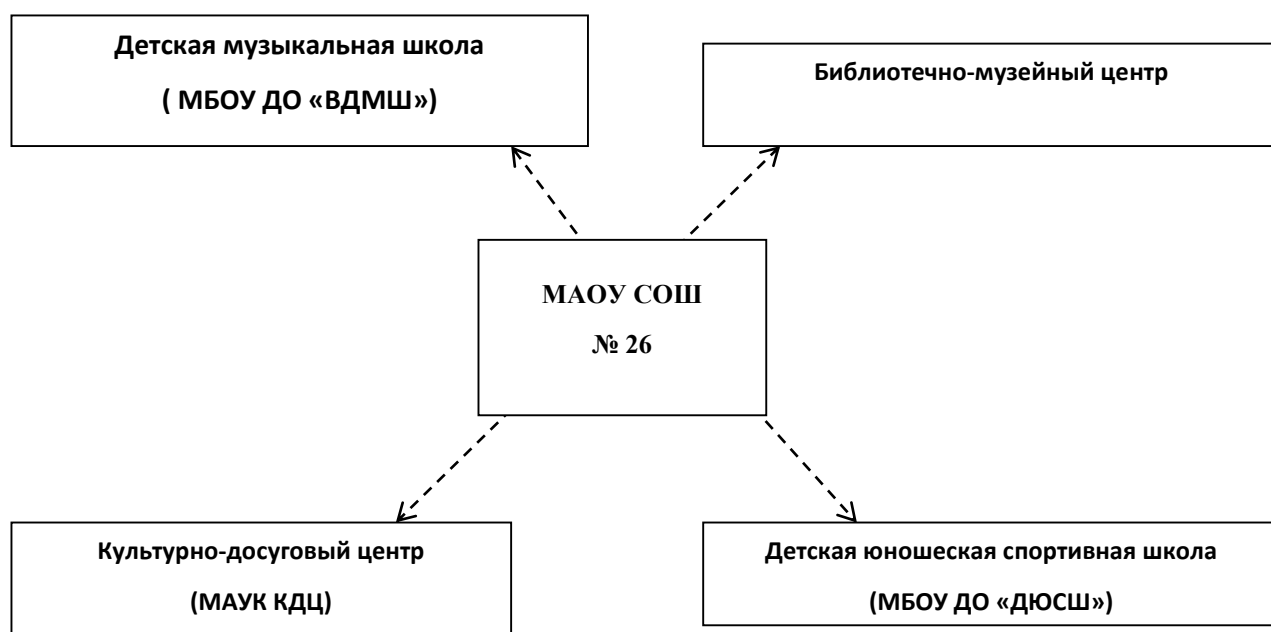 Детская музыкальная школа
( МБОУ ДО «ВДМШ»)
Библиотечно-музейный центр
МАОУ СОШ
№ 26
Культурно-досуговый центр
(МАУК КДЦ)
Детская юношеская спортивная школа
(МБОУ ДО «ДЮСШ»)